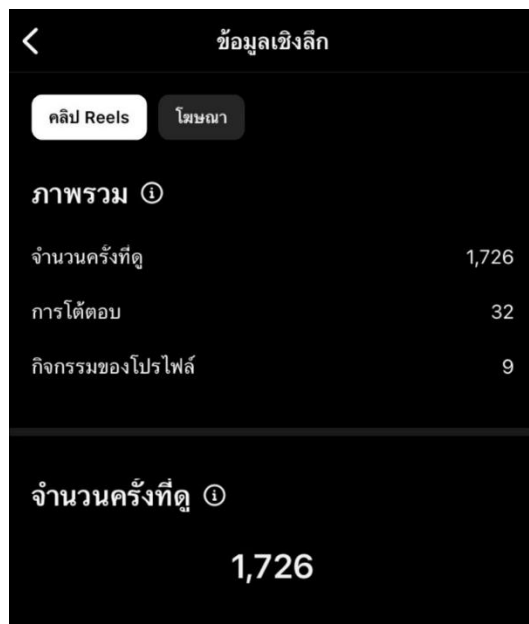 ข้อมูลเชิงลึก
คลิป Reels โฆษณา
ภาพรวม
จำนวนครั้งที่ดู 1,726
การโต้ตอบ 32
กิจกรรมของโปรไฟล์ 9
จำนวนครั้งที่ดู
1,726